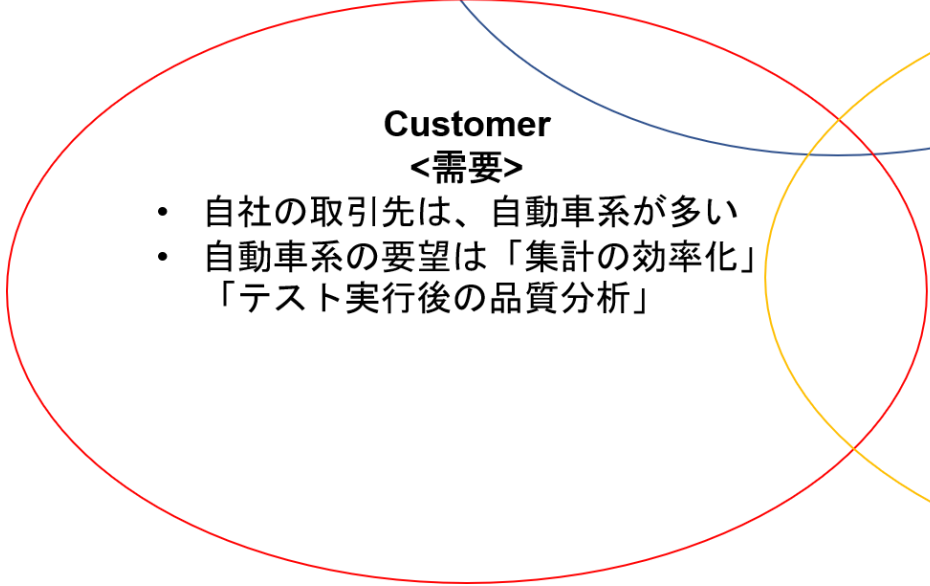 Customer
<需要>
• 自社の取引先は、自動車系が多い
• 自動車系の要望は「集計の効率化」
「テスト実行後の品質分析」